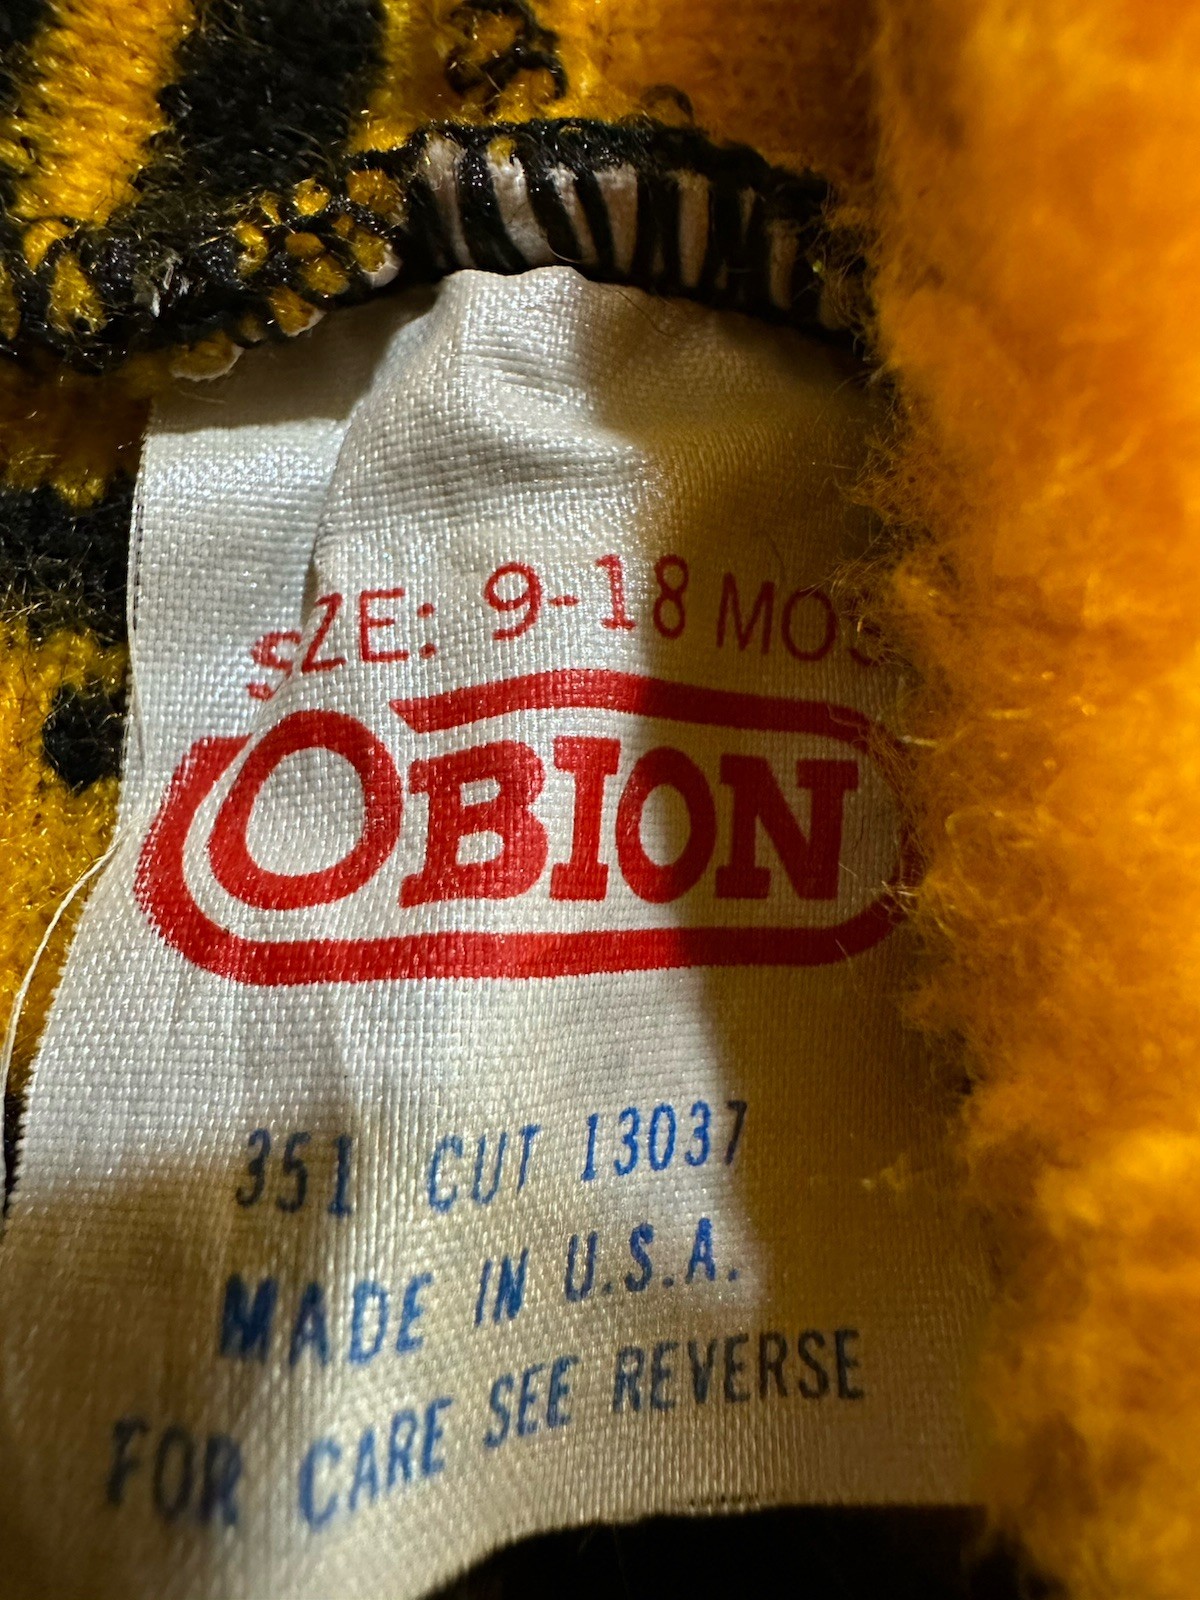 SIZE: 9-18 MOS
OBION
351 CUT 13037
MADE IN U.S.A.
FOR CARE SEE REVERSE